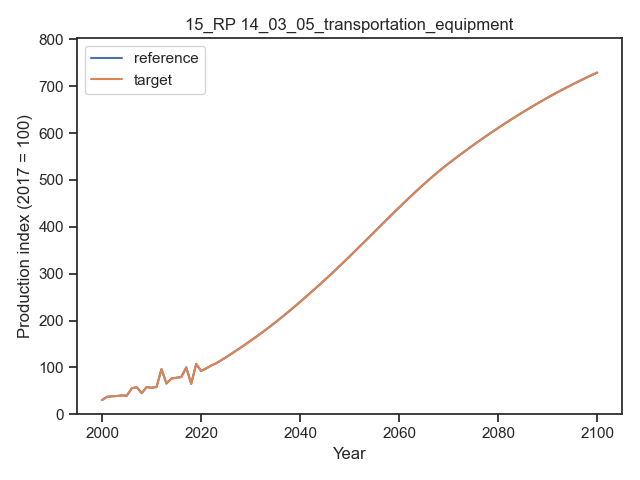 15_RP 14_03_05_transportation_equipment
reference
target
Production index (2017 = 100)
800
700
600
500
400
300
200
100
0
2000 2020 2040 2060 2080 2100
Year